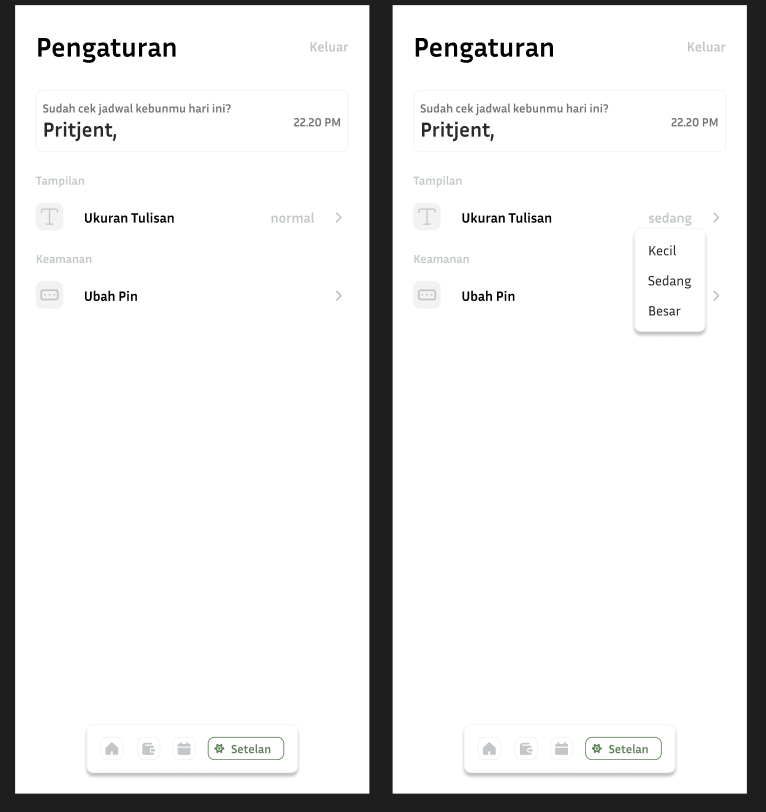 Pengaturan
Keluar
Sudah cek jadwal kebunmu hari ini?
Pritjent,
22.20 PM
Tampilan
Ukuran Tulisan
normal
Keamanan
Ubah Pin
Setelan
Pengaturan
Keluar
Sudah cek jadwal kebunmu hari ini?
Pritjent,
22.20 PM
Tampilan
Ukuran Tulisan
sedang
Kecil
Sedang
Besar
Keamanan
Ubah Pin
Setelan